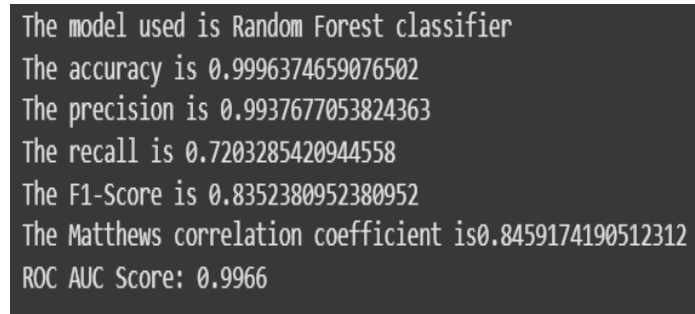 The model used is Random Forest classifier
The accuracy is 0.9996374659076502
The precision is 0.9937677053824363
The recall is 0.7203285420944558
The F1-Score is 0.8352380952380952
The Matthews correlation coefficient is0.8459174190512312
ROC AUC Score: 0.9966